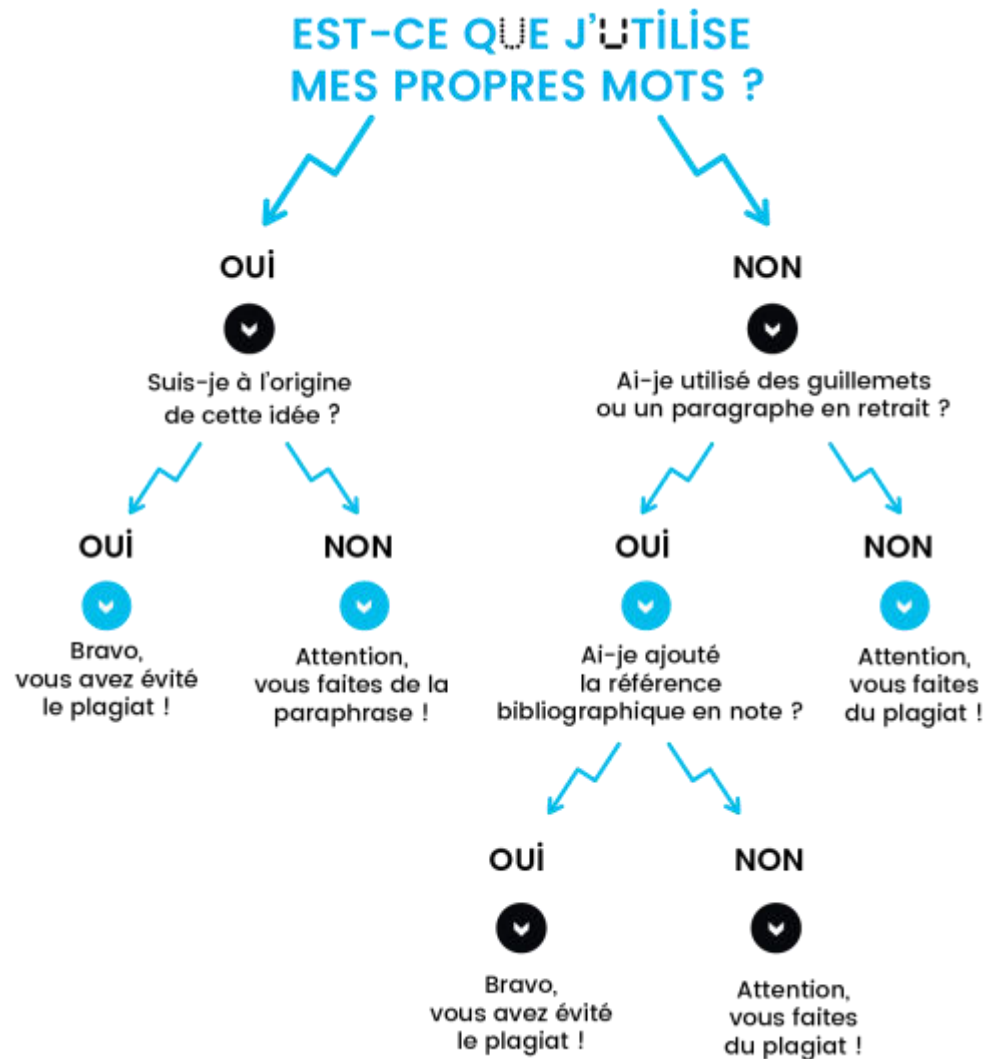 EST-CE QUE J'UTİLİSE
MES PROPRES MOTS ?
OUİ
NON
Suis-je à l'origine
de cette idée ?
Ai-je utilisé des guillemets
ou un paragraphe en retrait ?
OUİ
NON
OUİ
NON
Bravo,
vous avez évité
le plagiat !
Attention,
vous faites de la
paraphrase !
Ai-je ajouté
la référence
bibliographique en note ?
Attention,
vous faites
du plagiat !
OUİ
NON
Bravo,
vous avez évité
le plagiat !
Attention,
vous faites
du plagiat !